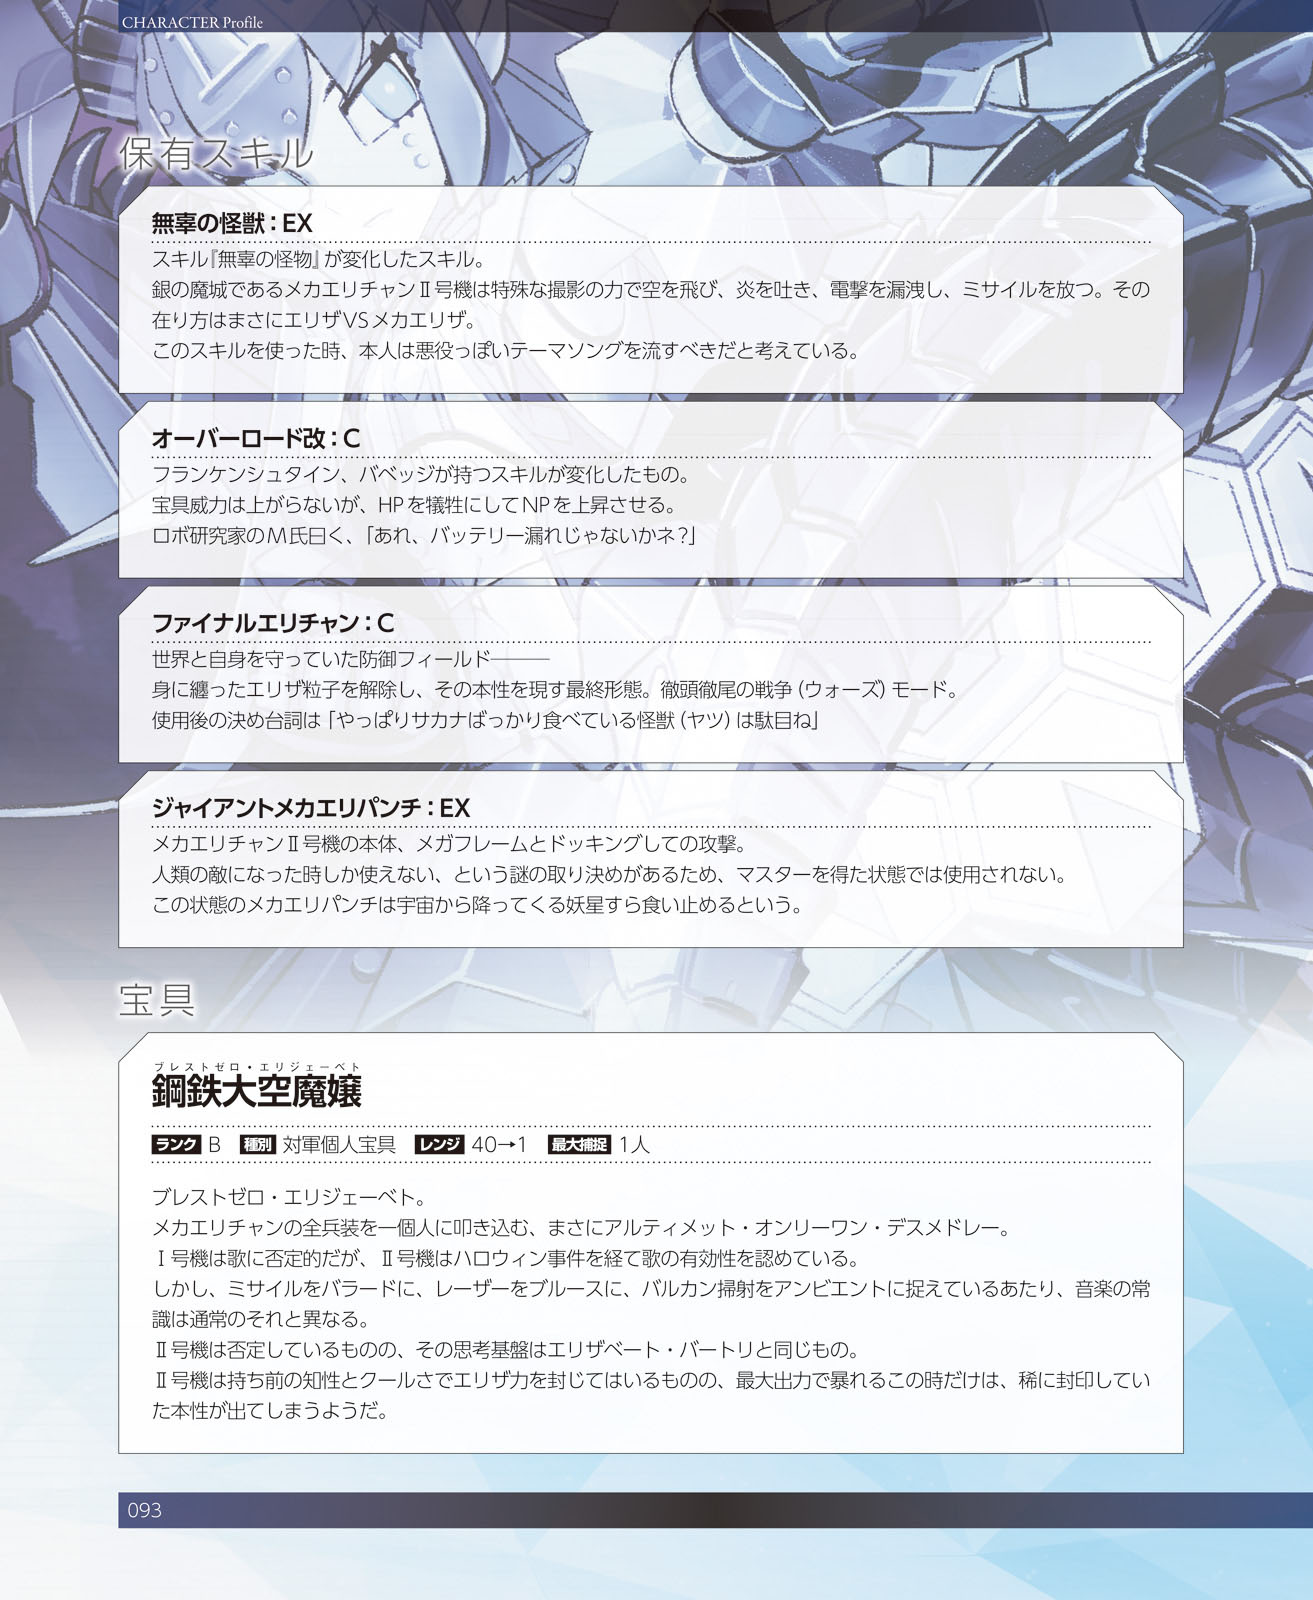 CHARACTER Profile
保有スキル
無辜の怪獣：EX
スキル『無辜の怪物』が変化したスキル。
銀の魔城であるメカエリチャンⅡ号機は特殊な撮影の力で空を飛び、炎を吐き、電撃を漏洩し、ミサイルを放つ。その
在り方はまさにエリザVSメカエリザ。
このスキルを使った時、本人は悪役っぽいテーマソングを流すべきだと考えている。
オーバーロード改：C
フランケンシュタイン、バベッジが持つスキルが変化したもの。
宝具威力は上がらないが、HPを犠牲にしてNPを上昇させる。
ロボ研究家のM氏曰く、「あれ、バッテリー漏れじゃないかネ？」
ファイナルエリチャン：C
世界と自身を守っていた防御フィールド───
身に纏ったエリザ粒子を解除し、その本性を現す最終形態。徹頭徹尾の戦争（ウォーズ）モード。
使用後の決め台詞は「やっぱりサカナばっかり食べている怪獣（ヤツ）は駄目ね」
ジャイアントメカエリパンチ：EX
メカエリチャンⅡ号機の本体、メガフレームとドッキングしての攻撃。
人類の敵になった時しか使えない、という謎の取り決めがあるため、マスターを得た状態では使用されない。
この状態のメカエリパンチは宇宙から降ってくる妖星すら食い止めるという。
宝具
ブレストゼロ・エリジェーベト
鋼鉄大空魔嬢
ランク B 種別 対軍個人宝具 レンジ 40→1 最大捕捉 1人
ブレストゼロ・エリジェーベト。
メカエリチャンの全兵装を一個人に叩き込む、まさにアルティメット・オンリーワン・デスメドレー。
Ⅰ号機は歌に否定的だが、Ⅱ号機はハロウィン事件を経て歌の有効性を認めている。
しかし、ミサイルをバラードに、レーザーをブルースに、バルカン掃射をアンビエントに捉えているあたり、音楽の常
識は通常のそれと異なる。
Ⅱ号機は否定しているものの、その思考基盤はエリザベート・バートリと同じもの。
Ⅱ号機は持ち前の知性とクールさでエリザ力を封じてはいるものの、最大出力で暴れるこの時だけは、稀に封印してい
た本性が出てしまうようだ。
093